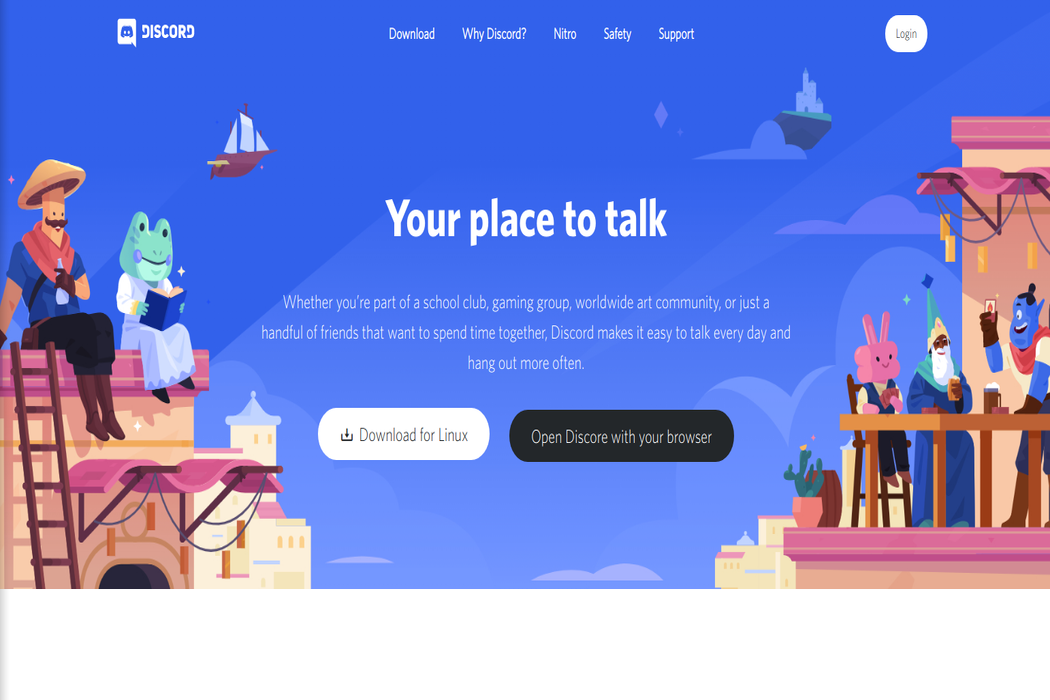 DISCORD
Download Why Discord? Nitro Safety Support
Login
Your place to talk
Whether you're part of a school club, gaming group, worldwide art community, or just a
handful of friends that want to spend time together, Discord makes it easy to talk every day and
hang out more often.
Download for Linux
Open Discore with your browser